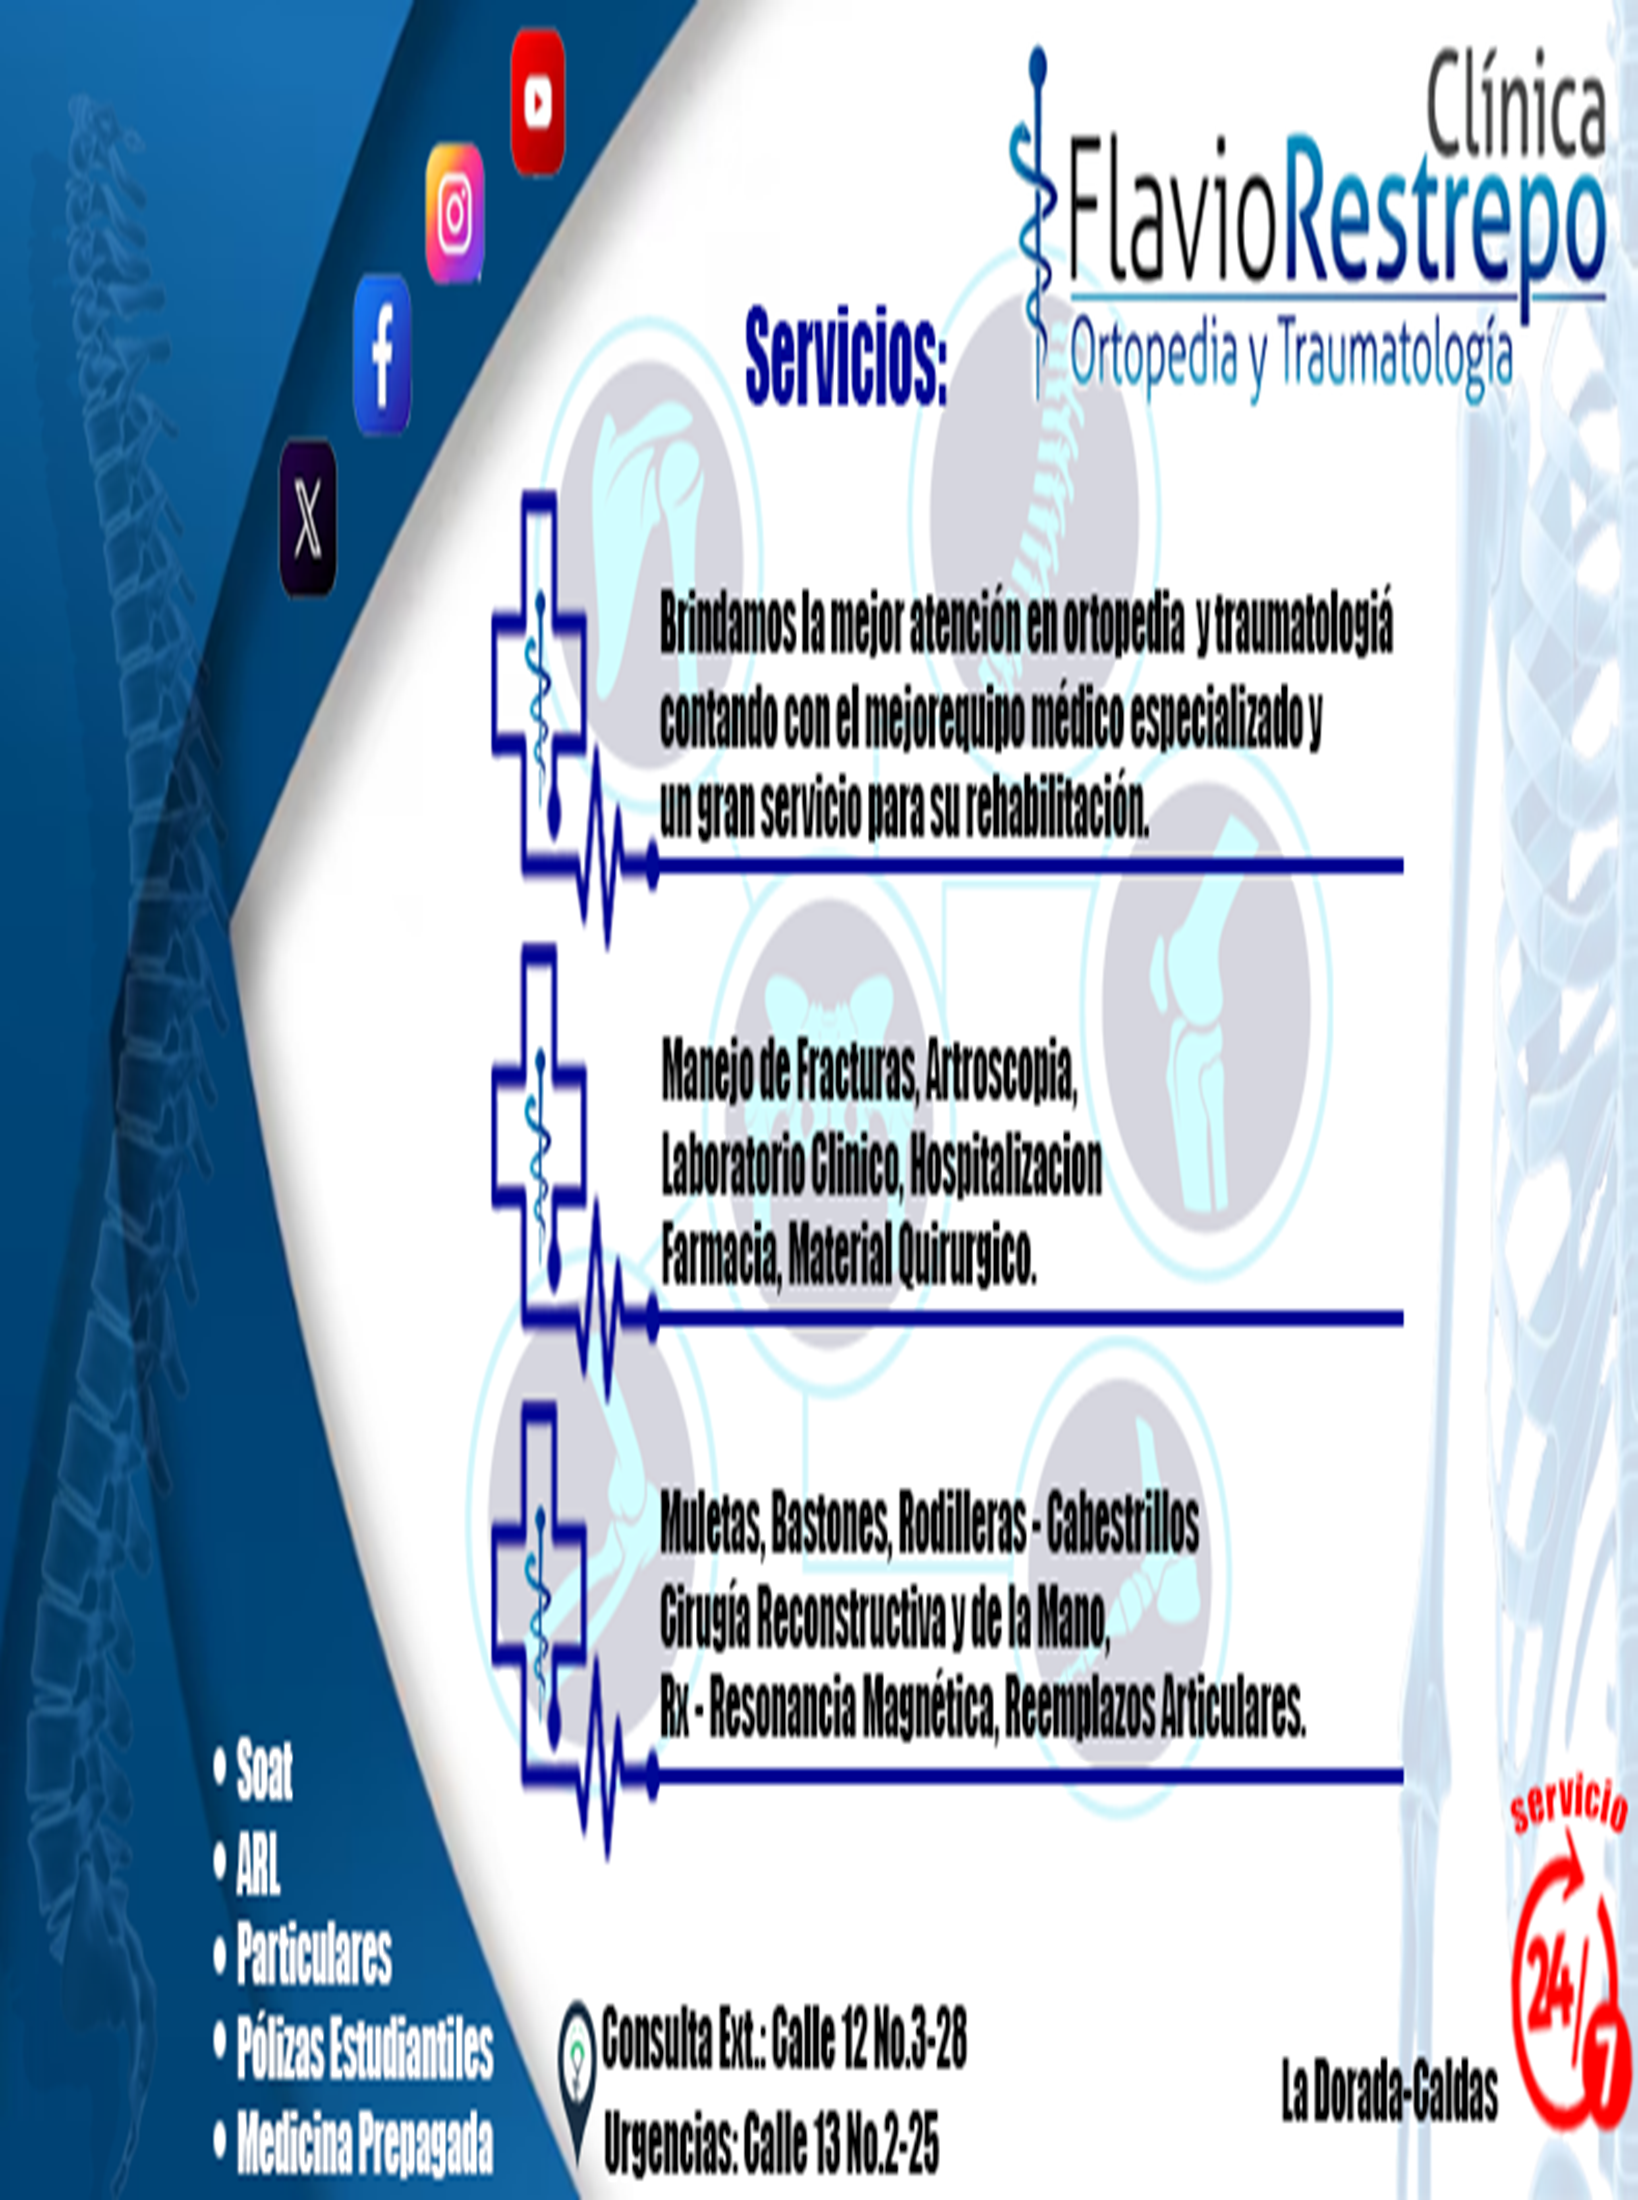 Clínica
FlavioRestrepo
Ortopedia y Traumatología
Servicios:
Brindamos la mejor atención en ortopedia y traumatologiá
contando con el mejorequipo médico especializado y
un gran servicio para su rehabilitación.
Manejo de Fracturas, Artroscopia,
Laboratorio Clinico, Hospitalizacion
Farmacia, Material Quirurgico.
Muletas, Bastones, Rodilleras - Cabestrillos
Cirugía Reconstructiva y de la Mano,
Rx - Resonancia Magnética, Reemplazos Articulares.
• Soat
• ARL
• Particulares
• Pólizas Estudiantiles
• Medicina Prepagada
Consulta Ext.: Calle 12 No.3-28
Urgencias: Calle 13 No.2-25
La Dorada-Caldas
servicio
24/7